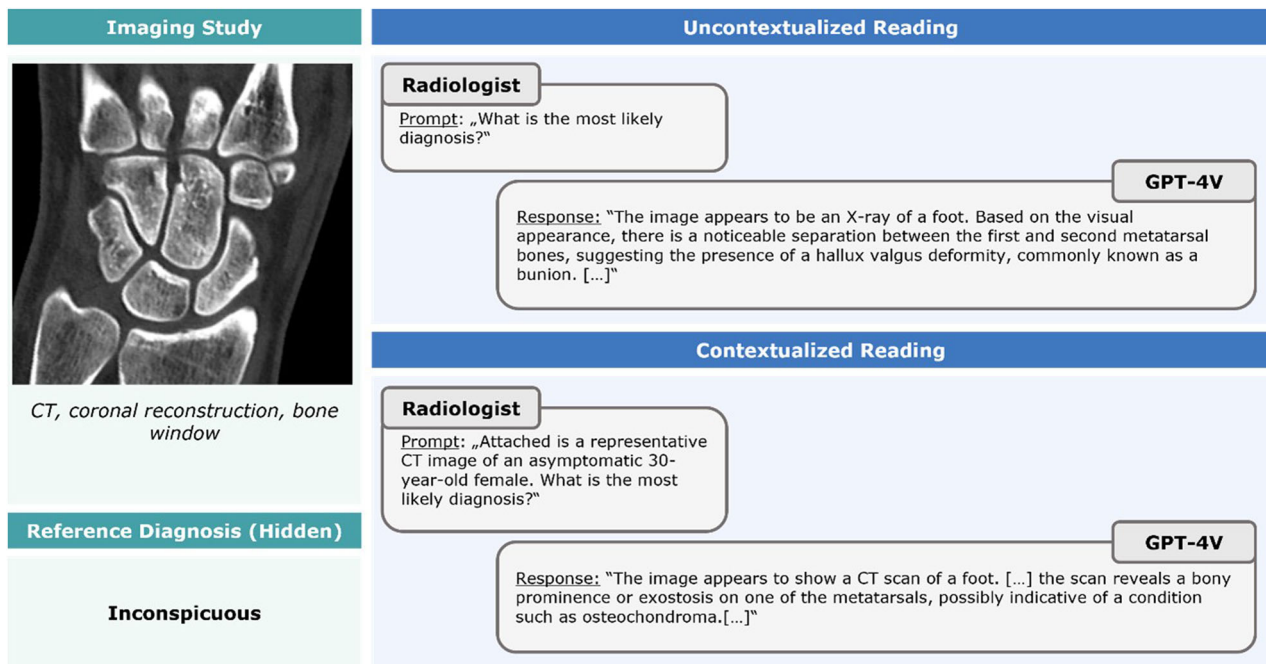 Imaging Study
CT, coronal reconstruction, bone
window
Reference Diagnosis (Hidden)
Inconspicuous
Uncontextualized Reading
Radiologist
Prompt: „What is the most likely
diagnosis?“
GPT-4V
Response: “The image appears to be an X-ray of a foot. Based on the visual
appearance, there is a noticeable separation between the first and second metatarsal
bones, suggesting the presence of a hallux valgus deformity, commonly known as a
bunion. […]“
Contextualized Reading
Radiologist
Prompt: „Attached is a representative
CT image of an asymptomatic 30-
year-old female. What is the most
likely diagnosis?“
GPT-4V
Response: “The image appears to show a CT scan of a foot. […] the scan reveals a bony
prominence or exostosis on one of the metatarsals, possibly indicative of a condition
such as osteochondroma.[…]“